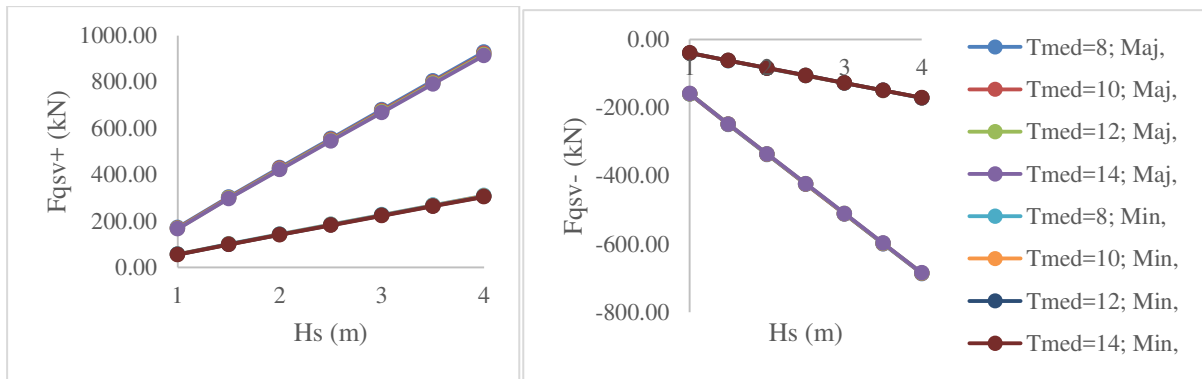 1000.00
800.00
600.00
400.00
200.00
0.00
Fqsv+ (kN)
1 2 3 4
Hs (m)
0.00
-200.00
-400.00
-600.00
-800.00
Fqsv- (kN)
1 2 3 4
Hs (m)
Tmed=8; Maj,
Tmed=10; Maj,
Tmed=12; Maj,
Tmed=14; Maj,
Tmed=8; Min,
Tmed=10; Min,
Tmed=12; Min,
Tmed=14; Min,